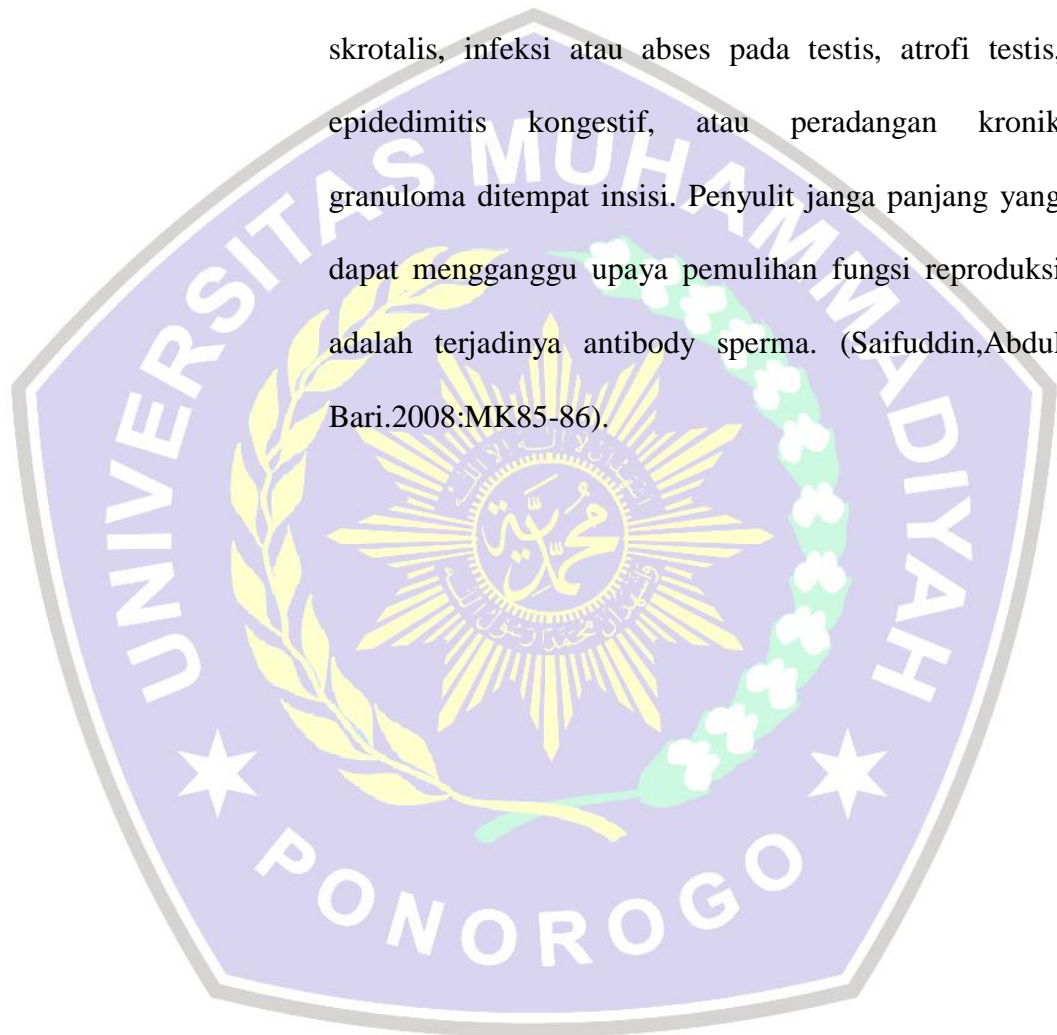 skrotalis, infeksi atau abses pada testis, atrofi testis,
epidedimitis kongestif, atau peradangan kronik
granuloma ditempat insisi. Penyulit janga panjang yang
dapat mengganggu upaya pemulihan fungsi reproduksi
adalah terjadinya antibody sperma. (Saifuddin,Abdul
Bari.2008:MK85-86).
UNIVERSITAS MUHAMMADIYAH
محمدية
PONOROGO